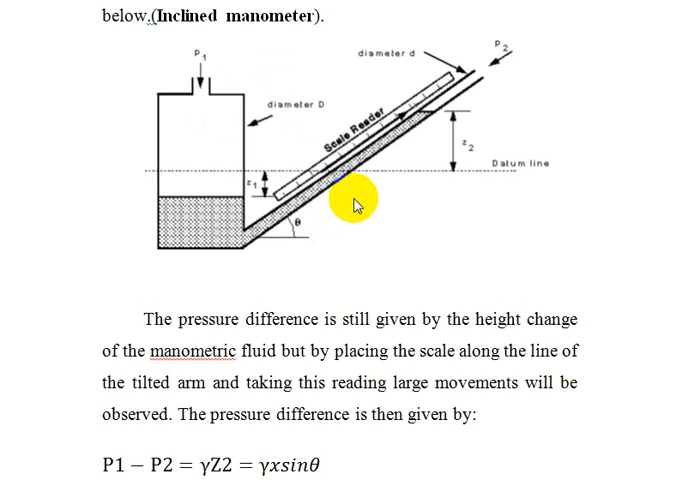 below.(Inclined manometer).
P1
diameter d
P2
diameter D
Scale Reader
z2
Datum line
z1
θ
The pressure difference is still given by the height change
of the manometric fluid but by placing the scale along the line of
the tilted arm and taking this reading large movements will be
observed. The pressure difference is then given by:
P1 − P2 = γZ2 = γxsinθ